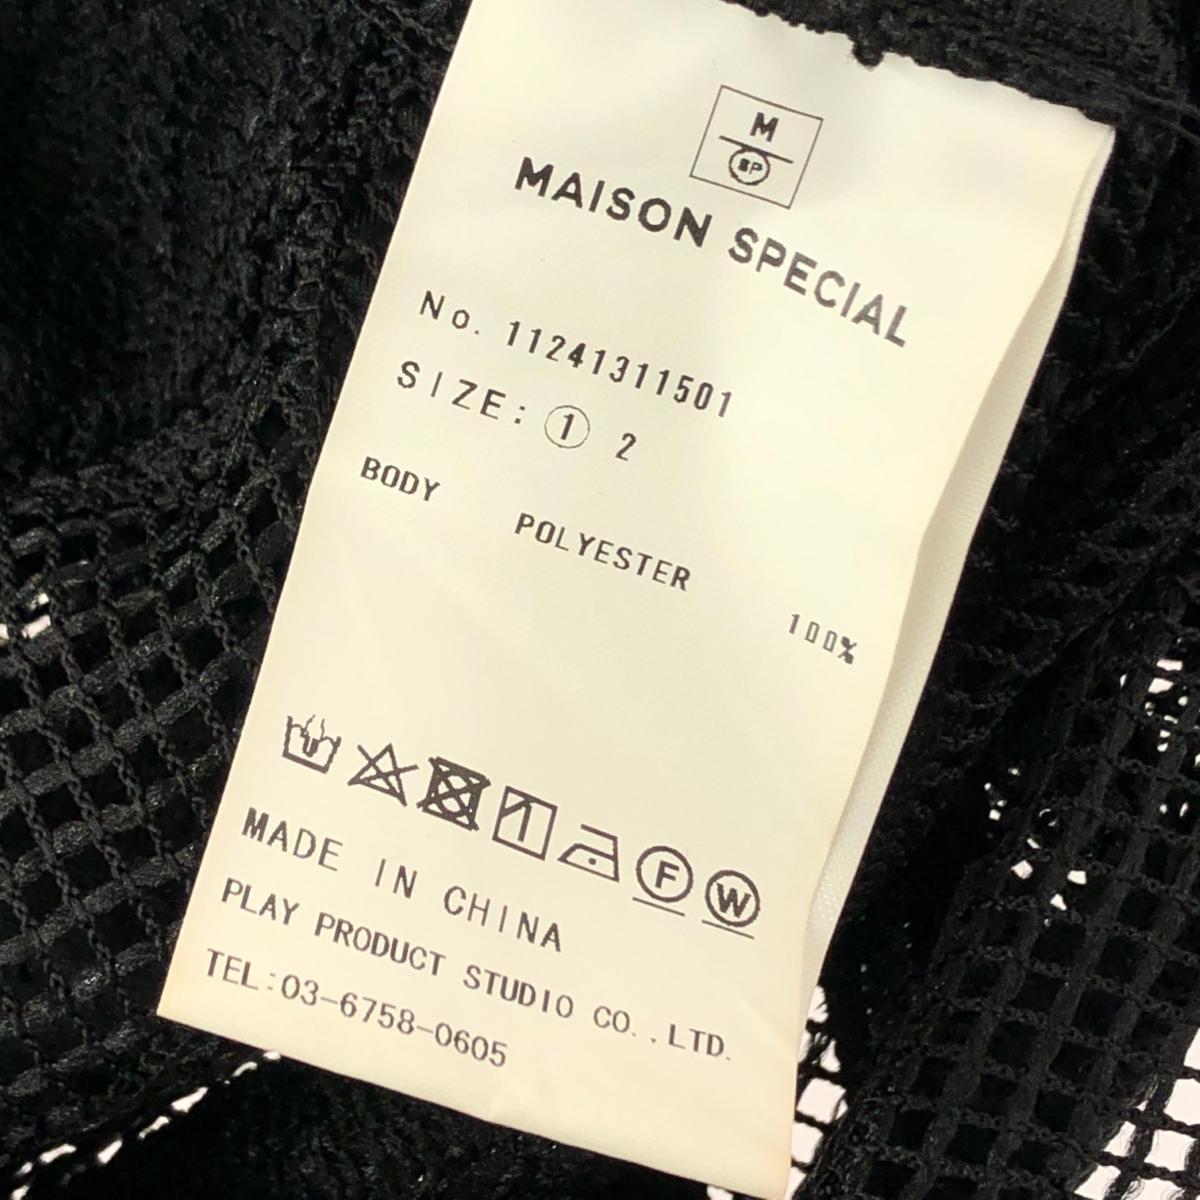 M
SP
MAISON SPECIAL
No. 11241311501
SIZE: 1 2
BODY POLYESTER 100%
F W
MADE IN CHINA
PLAY PRODUCT STUDIO CO.,LTD.
TEL:03-6758-0605